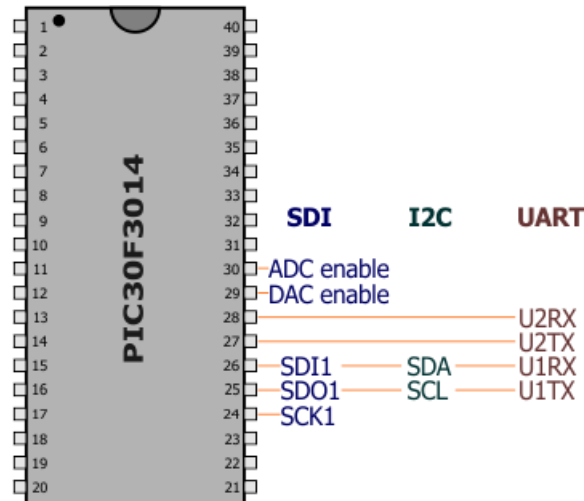 1 40
2 39
3 38
4 37
5 36
6 35
7 34
8 33
9 32 SDI I2C UART
10 31
11 30 ADC enable
12 29 DAC enable
13 28 U2RX
14 27 U2TX
15 26 SDI1 SDA U1RX
16 25 SDO1 SCL U1TX
17 24 SCK1
18 23
19 22
20 21
PIC30F3014